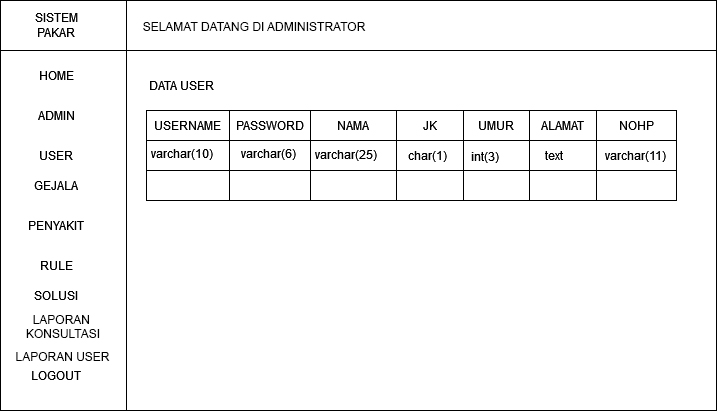 SISTEM
PAKAR
SELAMAT DATANG DI ADMINISTRATOR
HOME
ADMIN
USER
GEJALA
PENYAKIT
RULE
SOLUSI
LAPORAN
KONSULTASI
LAPORAN USER
LOGOUT
DATA USER
USERNAME PASSWORD NAMA JK UMUR ALAMAT NOHP
varchar(10) varchar(6) varchar(25) char(1) int(3) text varchar(11)